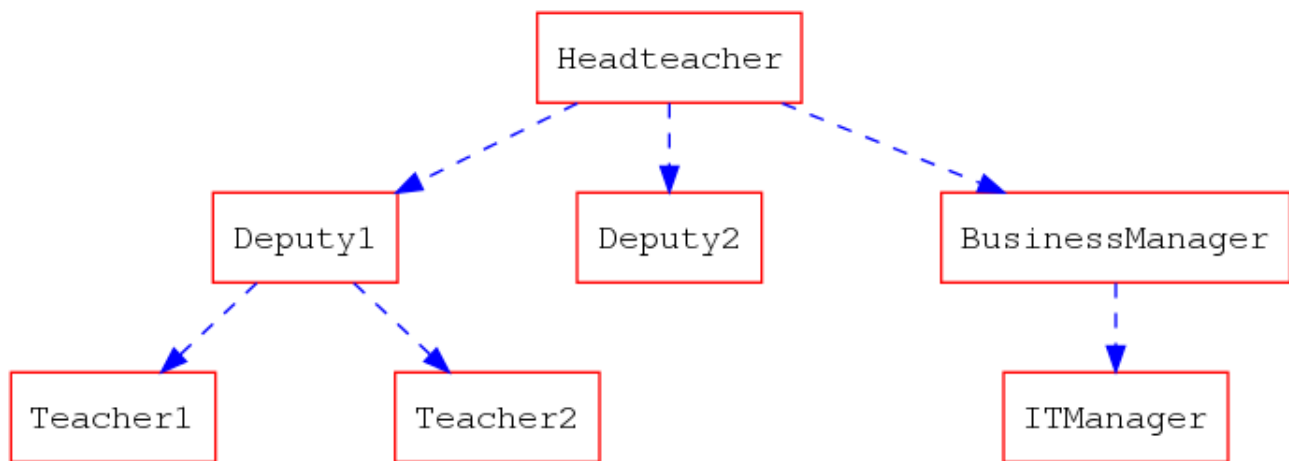 Headteacher
Deputy1
Deputy2
BusinessManager
Teacher1
Teacher2
ITManager